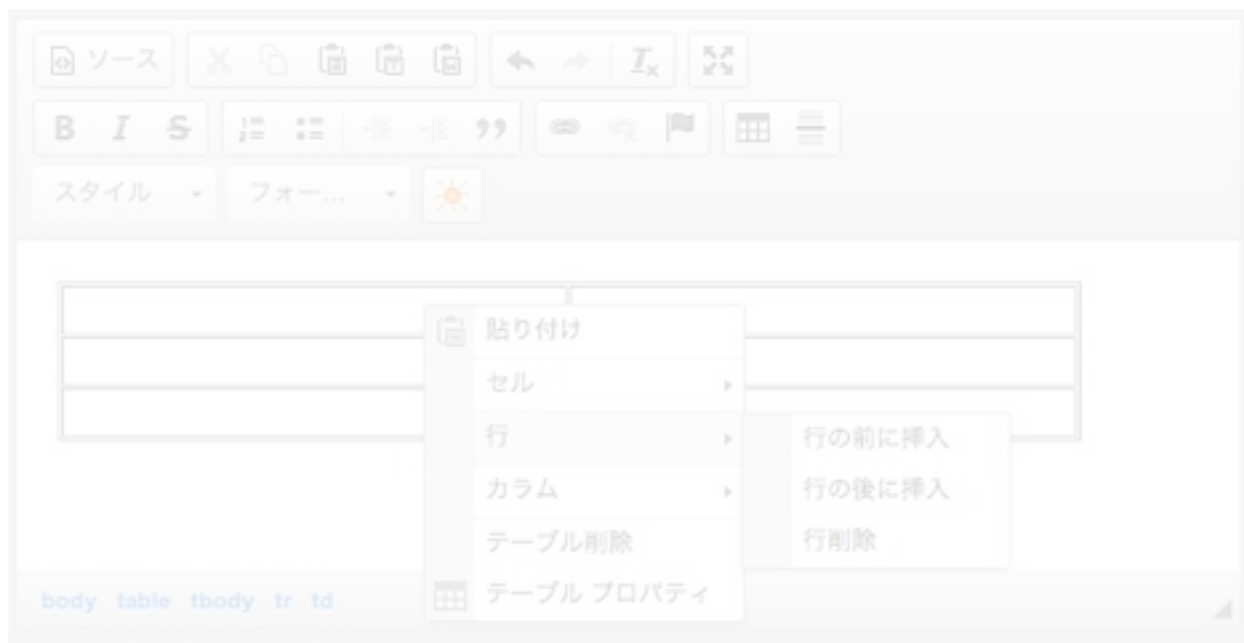 ソース
B I S
スタイル フォー...
貼り付け
セル
行
カラム
テーブル削除
テーブル プロパティ
行の前に挿入
行の後に挿入
行削除
body table tbody tr td